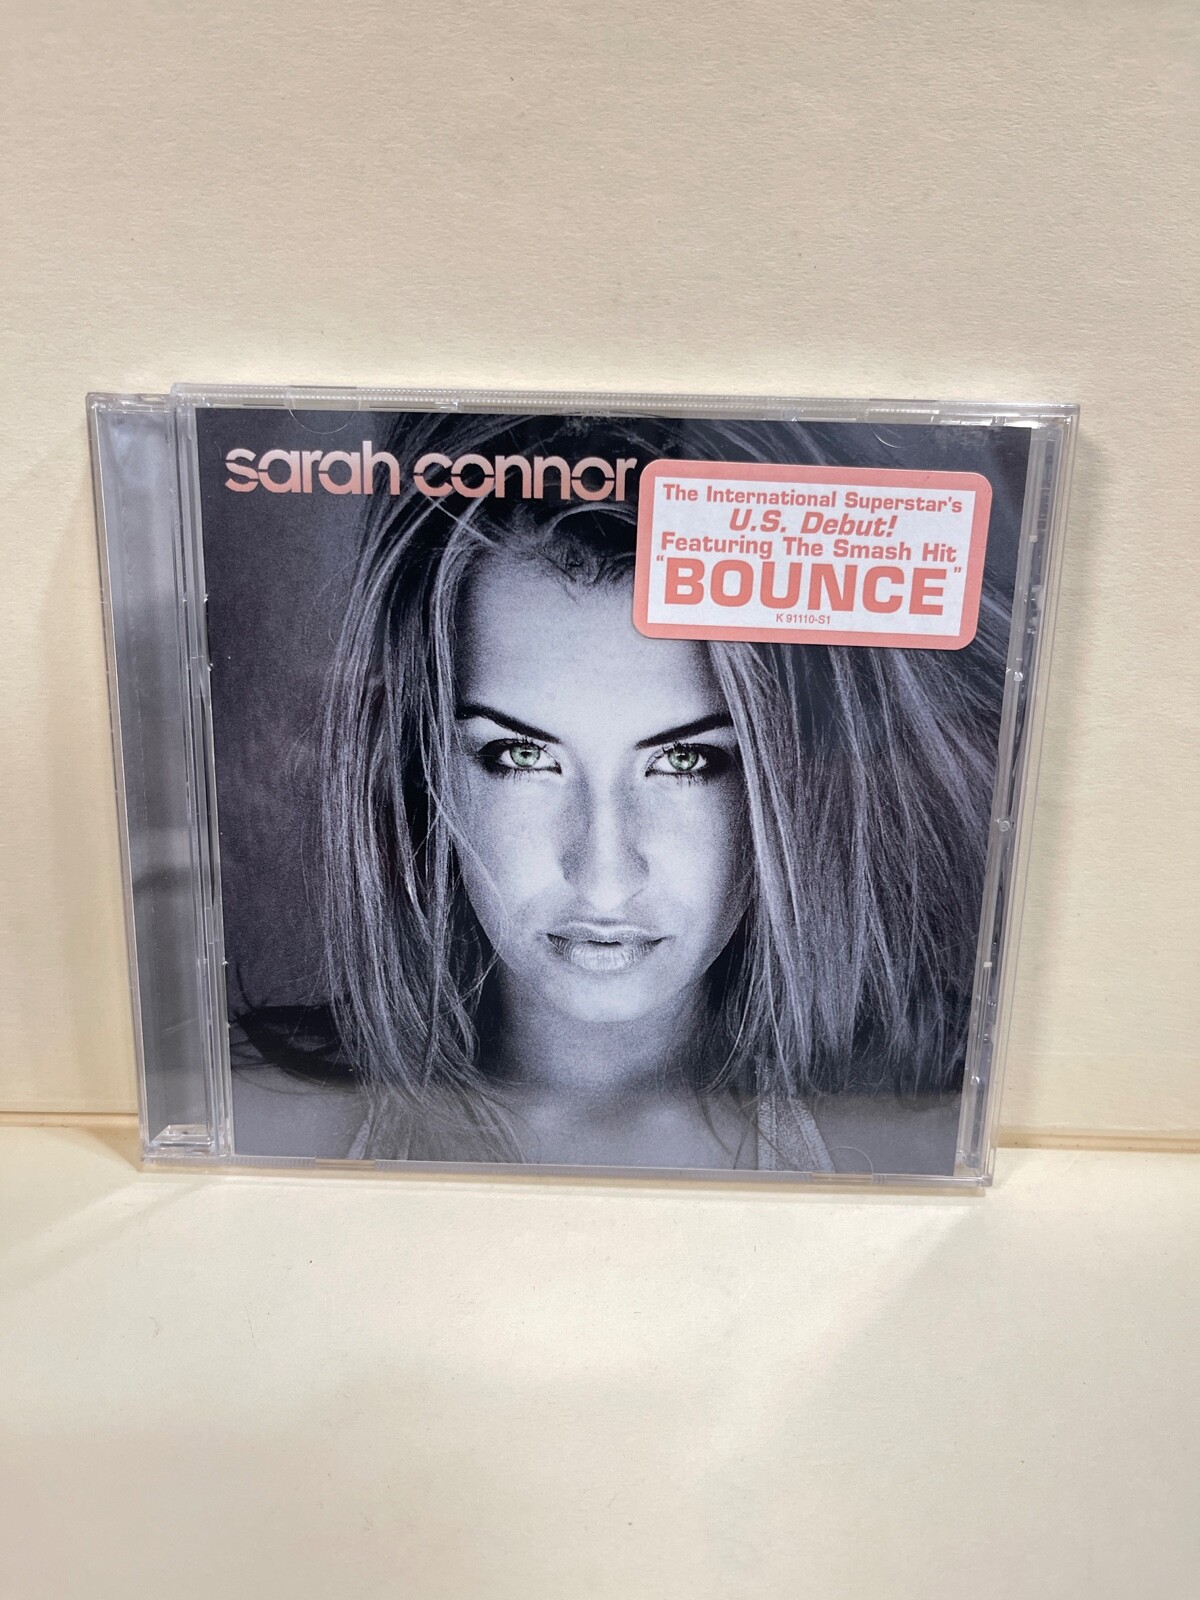 sarah connor
The International Superstar's
U.S. Debut!
Featuring The Smash Hit
"BOUNCE"
K 91110-S1